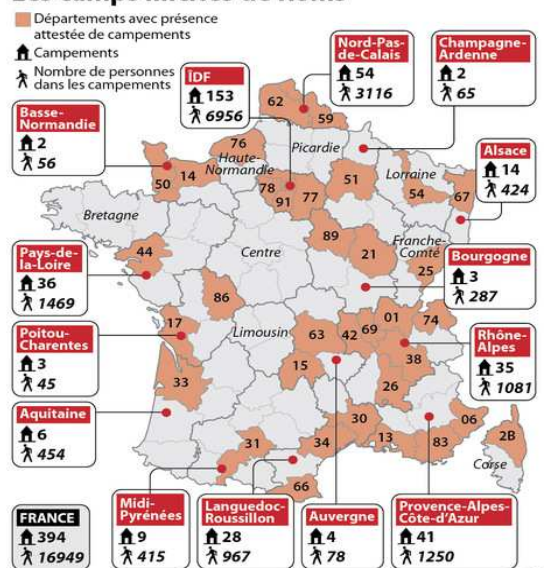 Départements avec présence
attestée de campements
Campements
Nombre de personnes
dans les campements
ÎDF
153
6956
Nord-Pas-
de-Calais
54
3116
Champagne-
Ardenne
2
65
Basse-
Normandie
2
56
Alsace
14
424
62
59
76
Haute-
Normandie
Picardie
50
14
78
91
77
51
Lorraine
54
67
Bretagne
89
21
Franche-
Comté
25
Centre
44
Pays-de-
la-Loire
36
1469
Bourgogne
3
287
86
17
Limousin
63
42
69
01
74
38
Poitou-
Charentes
3
45
Rhône-
Alpes
35
1081
15
26
33
Aquitaine
6
454
31
34
30
13
83
06
2B
Corse
66
FRANCE
394
16949
Midi-
Pyrénées
9
415
Languedoc-
Roussillon
28
967
Auvergne
4
78
Provence-Alpes-
Côte-d'Azur
41
1250